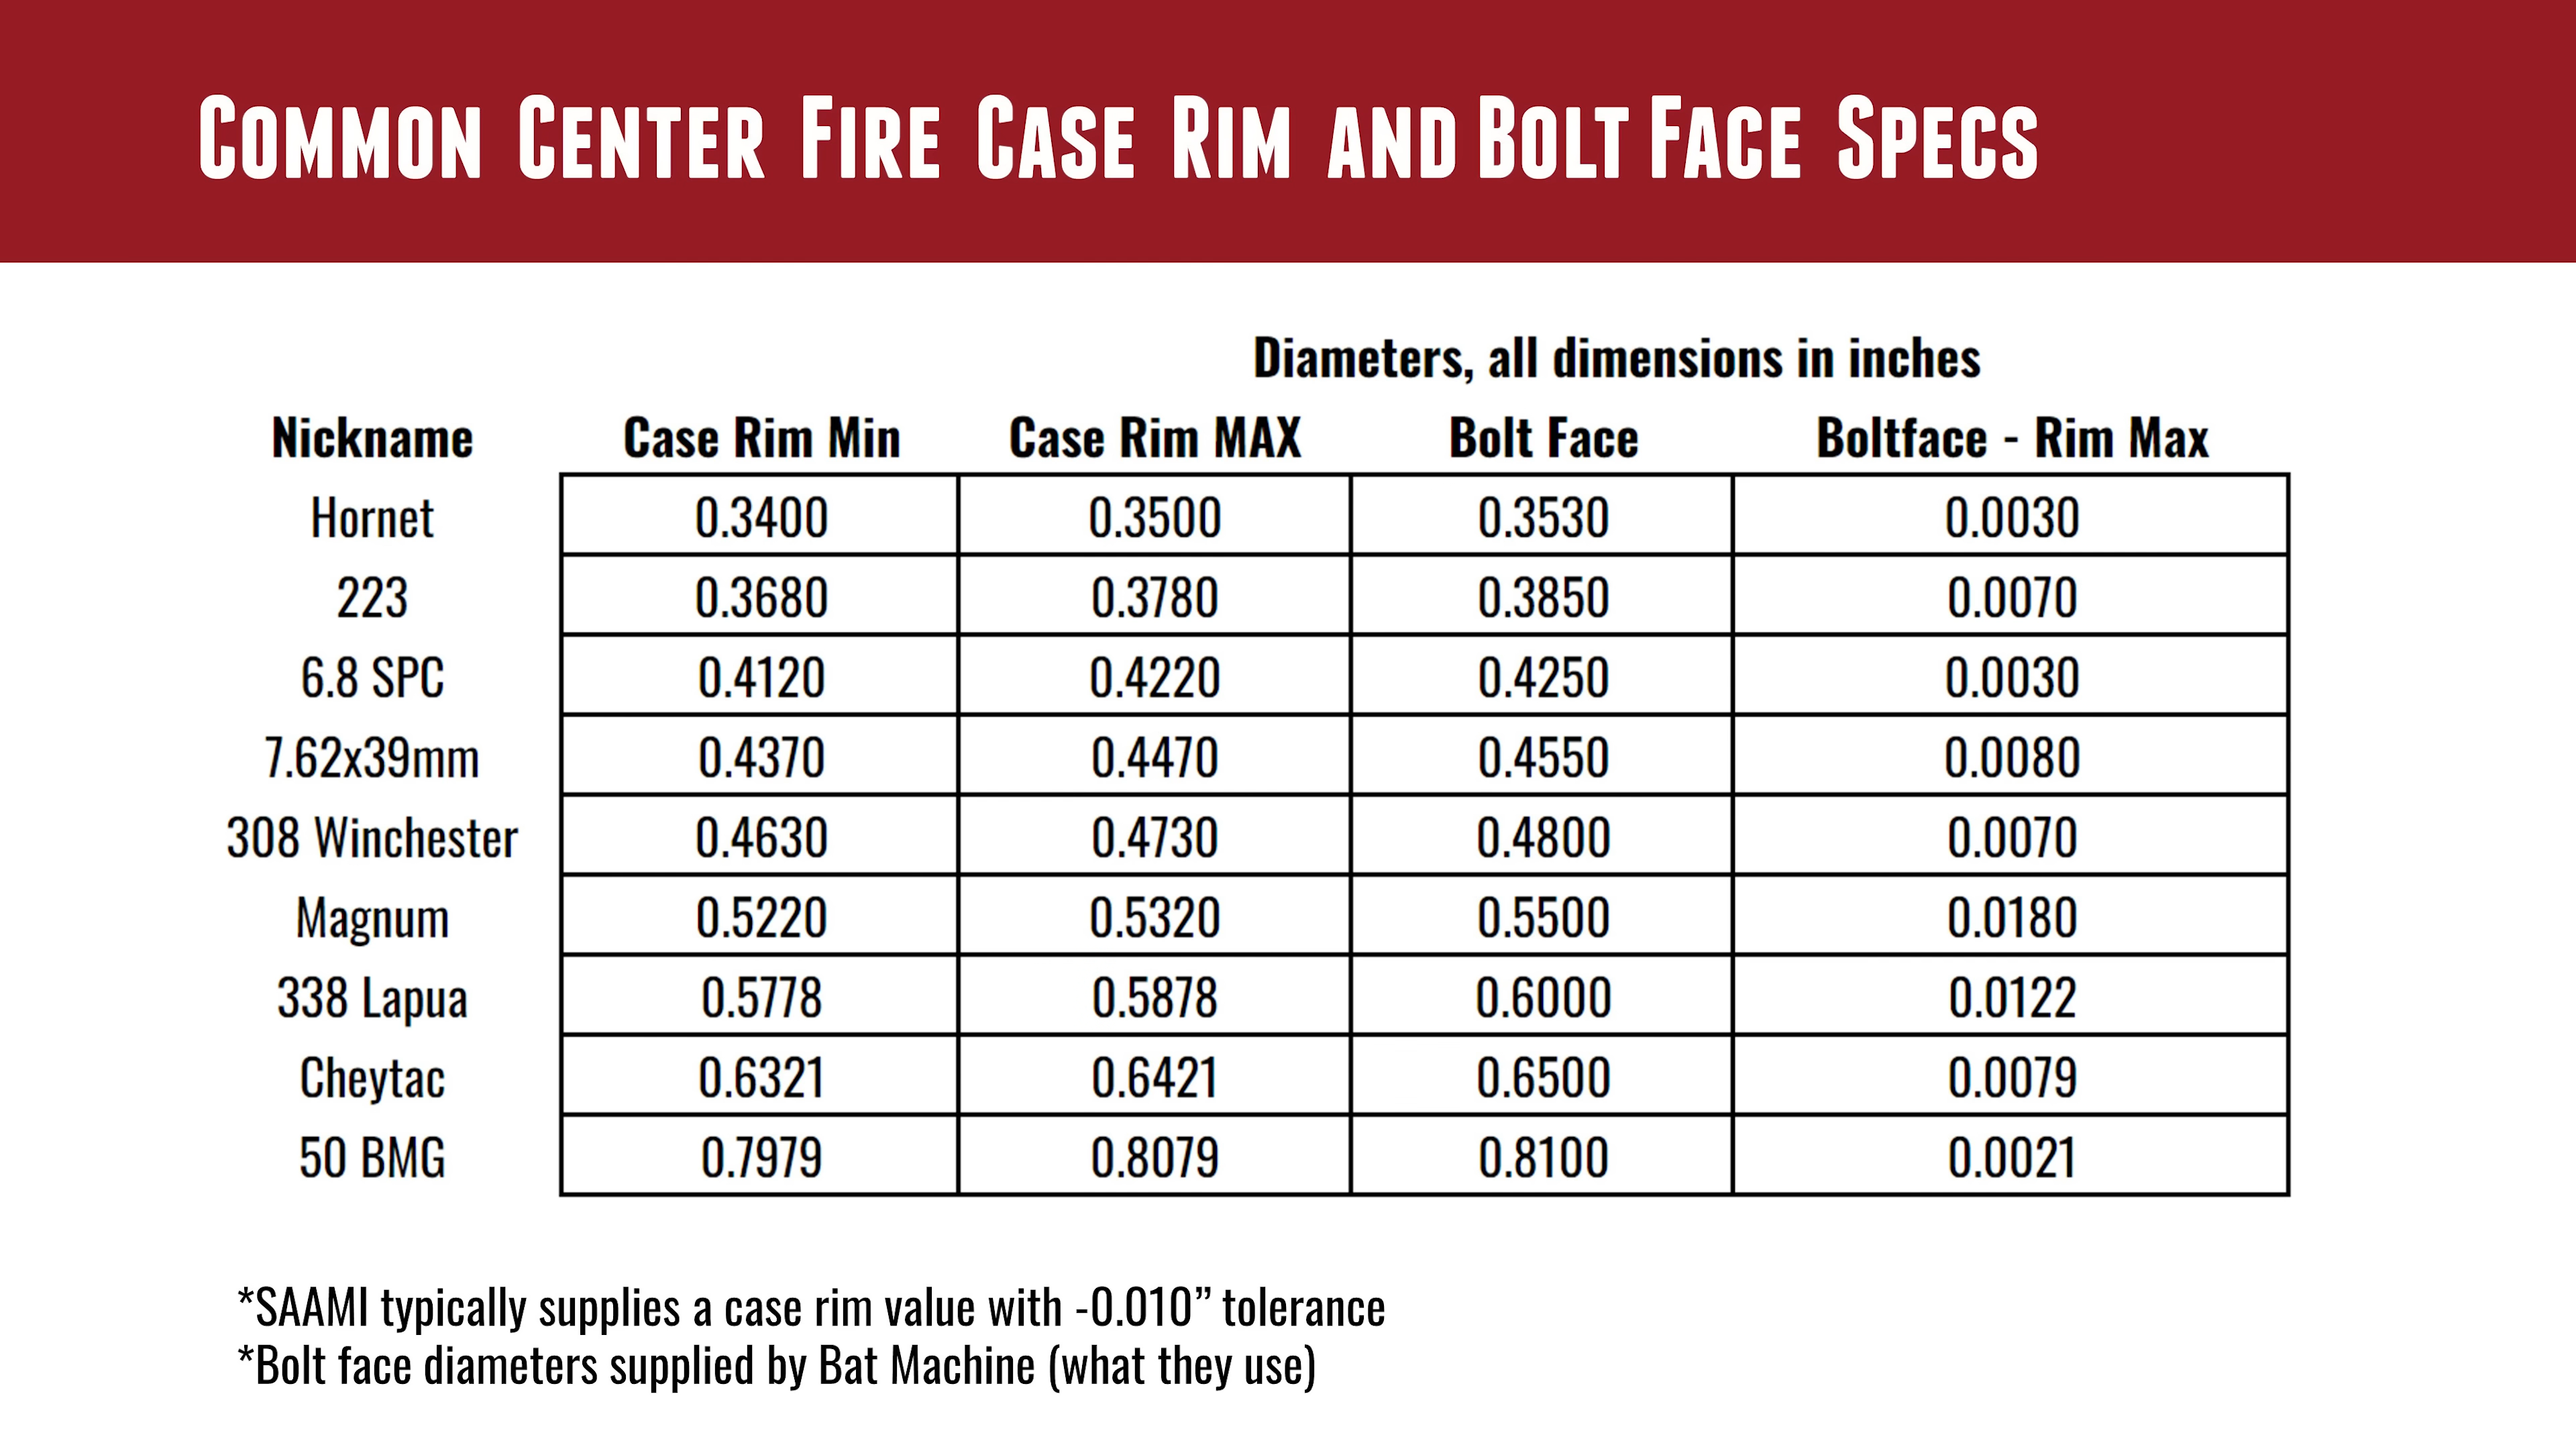 Common Center Fire Case Rim and Bolt Face Specs
Diameters, all dimensions in inches
Nickname Case Rim Min Case Rim MAX Bolt Face Boltface - Rim Max
Hornet 0.3400 0.3500 0.3530 0.0030
223 0.3680 0.3780 0.3850 0.0070
6.8 SPC 0.4120 0.4220 0.4250 0.0030
7.62x39mm 0.4370 0.4470 0.4550 0.0080
308 Winchester 0.4630 0.4730 0.4800 0.0070
Magnum 0.5220 0.5320 0.5500 0.0180
338 Lapua 0.5778 0.5878 0.6000 0.0122
Cheytac 0.6321 0.6421 0.6500 0.0079
50 BMG 0.7979 0.8079 0.8100 0.0021
*SAAMI typically supplies a case rim value with -0.010” tolerance
*Bolt face diameters supplied by Bat Machine (what they use)